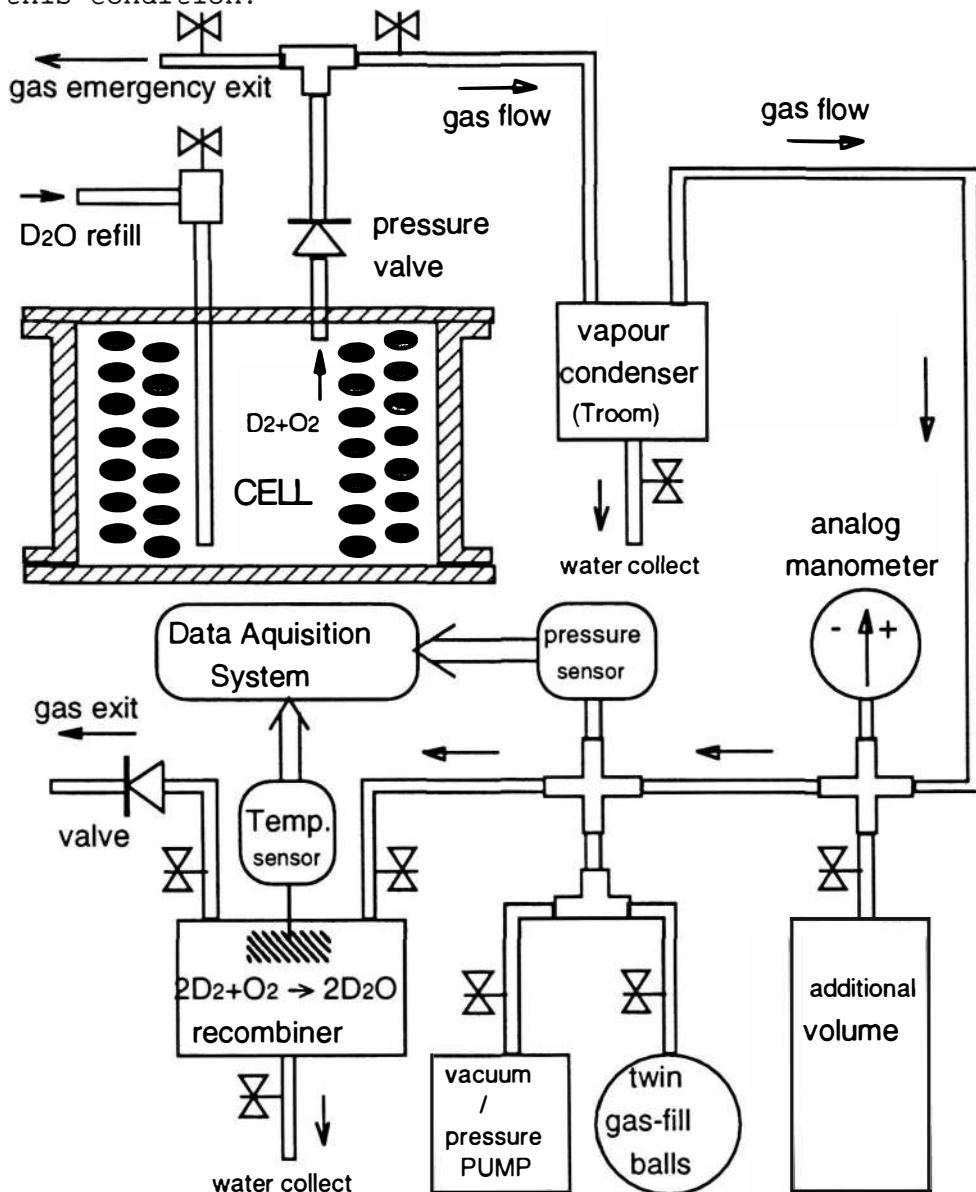 this condition.
gas emergency exit
gas flow
gas flow
D2O refill
pressure
valve
vapour
condenser
(Troom)
D2+O2
CELL
water collect
analog
manometer
- +
Data Aquisition
System
pressure
sensor
gas exit
valve
Temp.
sensor
2D2+O2 → 2D2O
recombiner
water collect
vacuum
/
pressure
PUMP
twin
gas-fill
balls
additional
volume